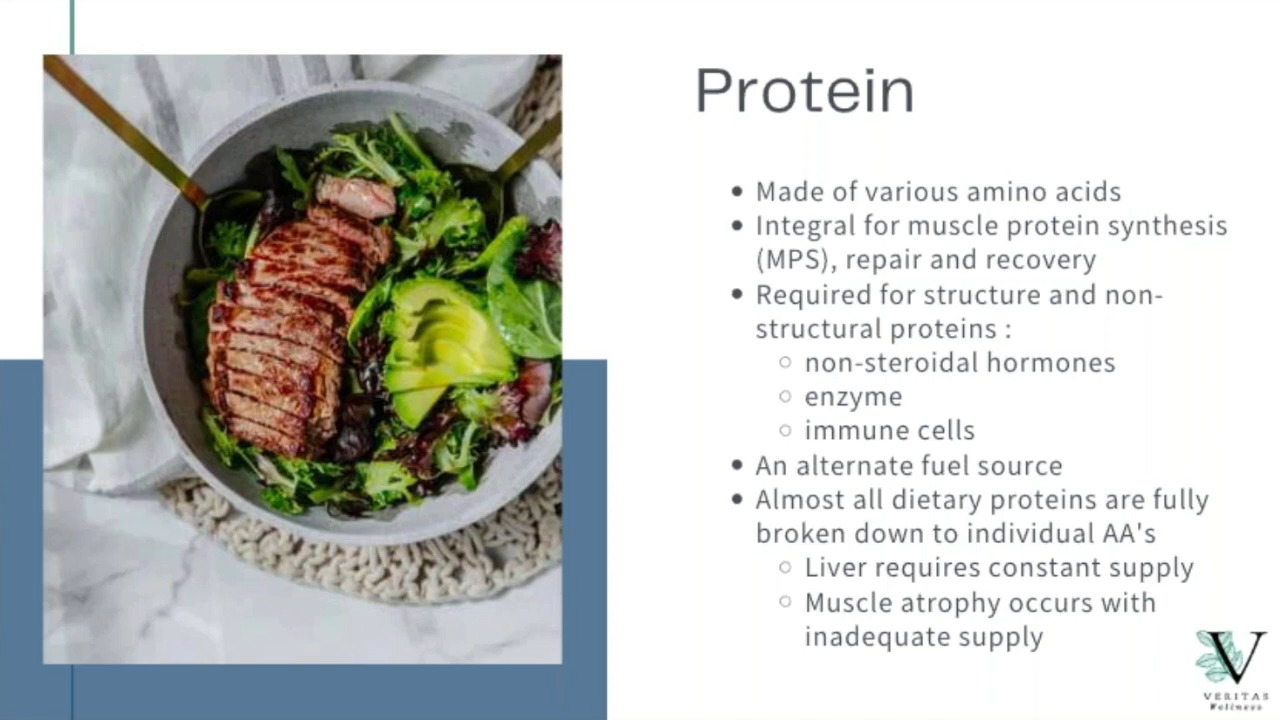 Protein
• Made of various amino acids
• Integral for muscle protein synthesis
(MPS), repair and recovery
• Required for structure and non-
structural proteins :
○ non-steroidal hormones
○ enzyme
○ immune cells
• An alternate fuel source
• Almost all dietary proteins are fully
broken down to individual AA's
○ Liver requires constant supply
○ Muscle atrophy occurs with
inadequate supply
V
VERITAS
Wellness